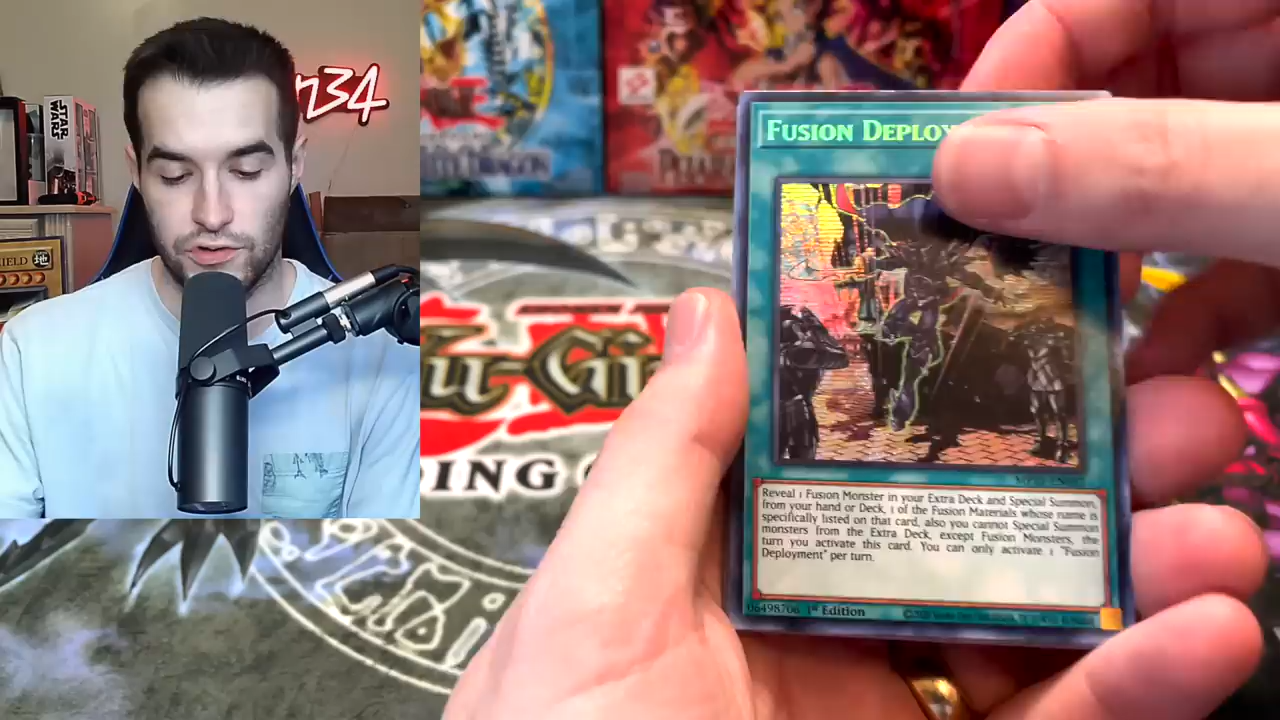 r34
STAR
WARS
IELD 地
FUSION DEPLOY
Reveal 1 Fusion Monster in your Extra Deck and Special Summon,
from your hand or Deck, 1 of the Fusion Materials whose name is
specifically listed on that card, also you cannot Special Summon
monsters from the Extra Deck, except Fusion Monsters, the
turn you activate this card. You can only activate 1 "Fusion
Deployment" per turn.
06498706 1st Edition
u-Gi
DING